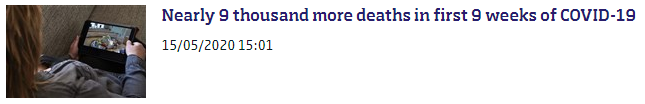 Nearly 9 thousand more deaths in first 9 weeks of COVID-19
15/05/2020 15:01